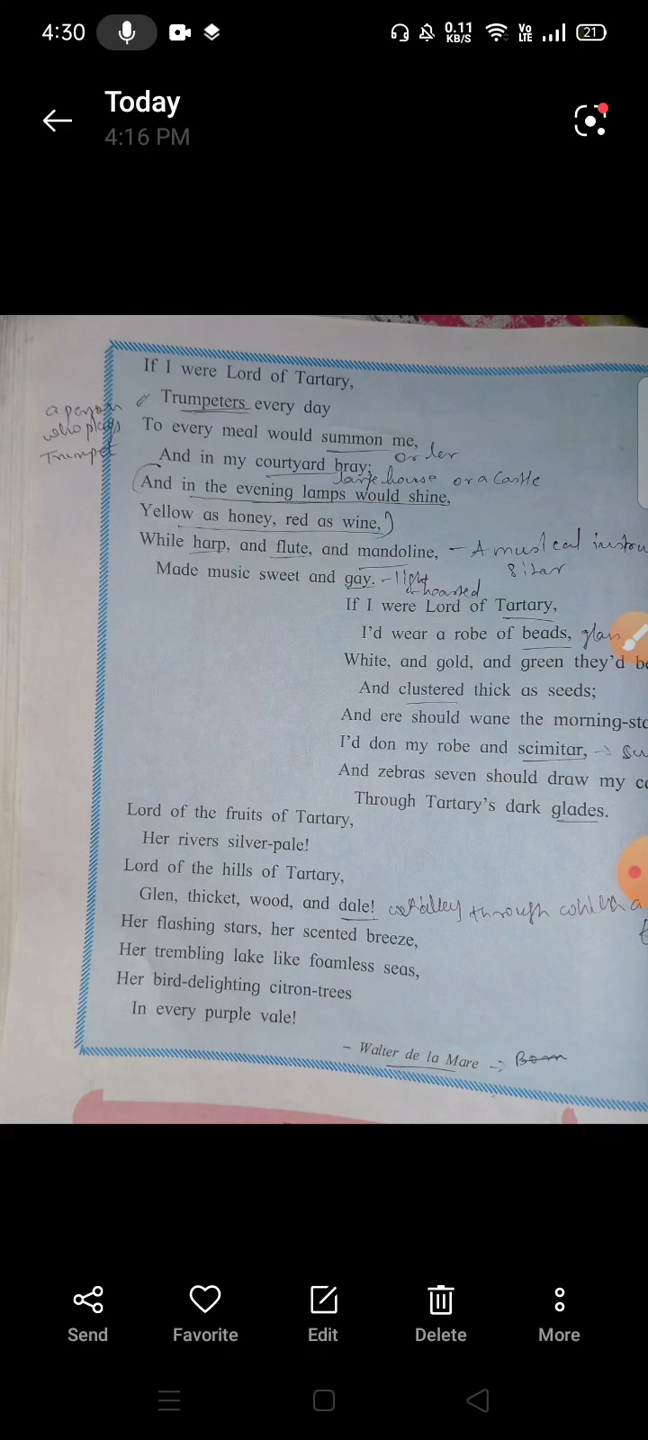 4:30
0.11 KB/S
Vo LTE
21
Today
4:16 PM
If I were Lord of Tartary,
Trumpeters every day
a person
who plays
Trumpet
To every meal would summon me,
order
And in my courtyard bray;
large house or a Castle
And in the evening lamps would shine,
Yellow as honey, red as wine,
While harp, and flute, and mandoline, - A musical
Sitar
Made music sweet and gay. - light
hearted
If I were Lord of Tartary,
I'd wear a robe of beads,
White, and gold, and green they'd
And clustered thick as seeds;
And ere should wane the morning-
I'd don my robe and scimitar,
And zebras seven should draw my
Through Tartary's dark glades.
Lord of the fruits of Tartary,
Her rivers silver-pale!
Lord of the hills of Tartary,
Glen, thicket, wood, and dale! valley through which a
Her flashing stars, her scented breeze,
Her trembling lake like foamless seas,
Her bird-delighting citron-trees
In every purple vale!
- Walter de la Mare
Send
Favorite
Edit
Delete
More